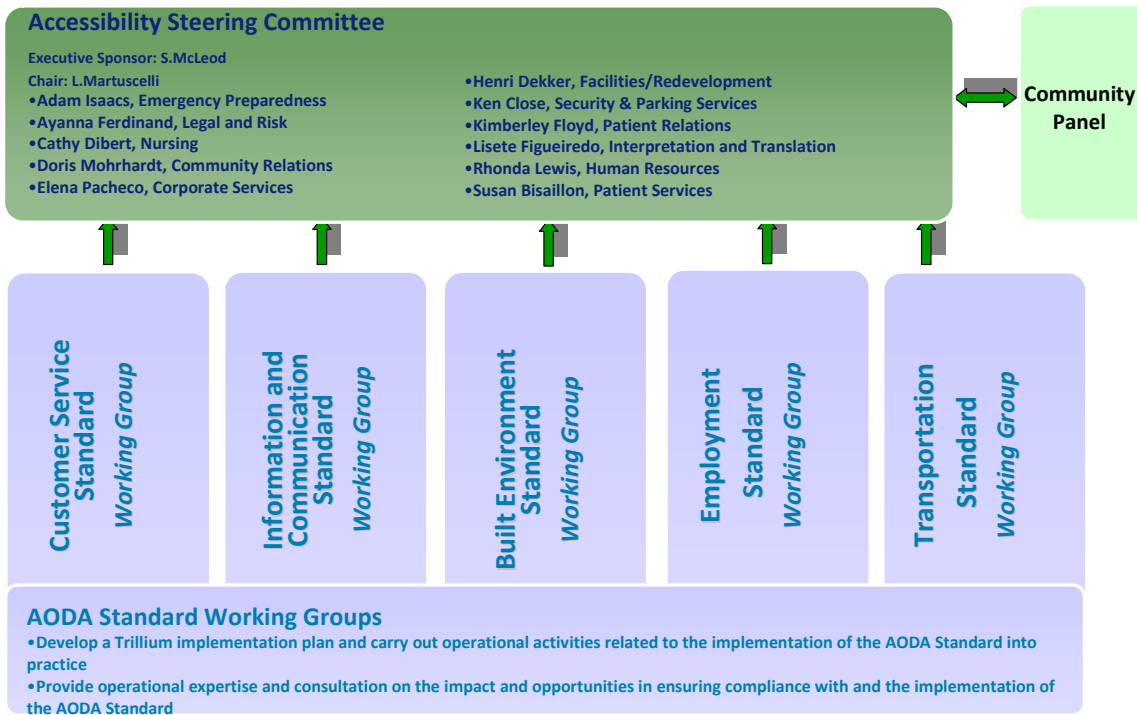 Accessibility Steering Committee
Executive Sponsor: S.McLeod
Chair: L.Martuscelli
•Adam Isaacs, Emergency Preparedness
•Ayanna Ferdinand, Legal and Risk
•Cathy Dibert, Nursing
•Doris Mohrhardt, Community Relations
•Elena Pacheco, Corporate Services
•Henri Dekker, Facilities/Redevelopment
•Ken Close, Security & Parking Services
•Kimberley Floyd, Patient Relations
•Lisete Figueiredo, Interpretation and Translation
•Rhonda Lewis, Human Resources
•Susan Bisaillon, Patient Services
Community
Panel
Customer Service
Standard
Working Group
Information and
Communication
Standard
Working Group
Built Environment
Standard
Working Group
Employment
Standard
Working Group
Transportation
Standard
Working Group
AODA Standard Working Groups
•Develop a Trillium implementation plan and carry out operational activities related to the implementation of the AODA Standard into
practice
•Provide operational expertise and consultation on the impact and opportunities in ensuring compliance with and the implementation of
the AODA Standard